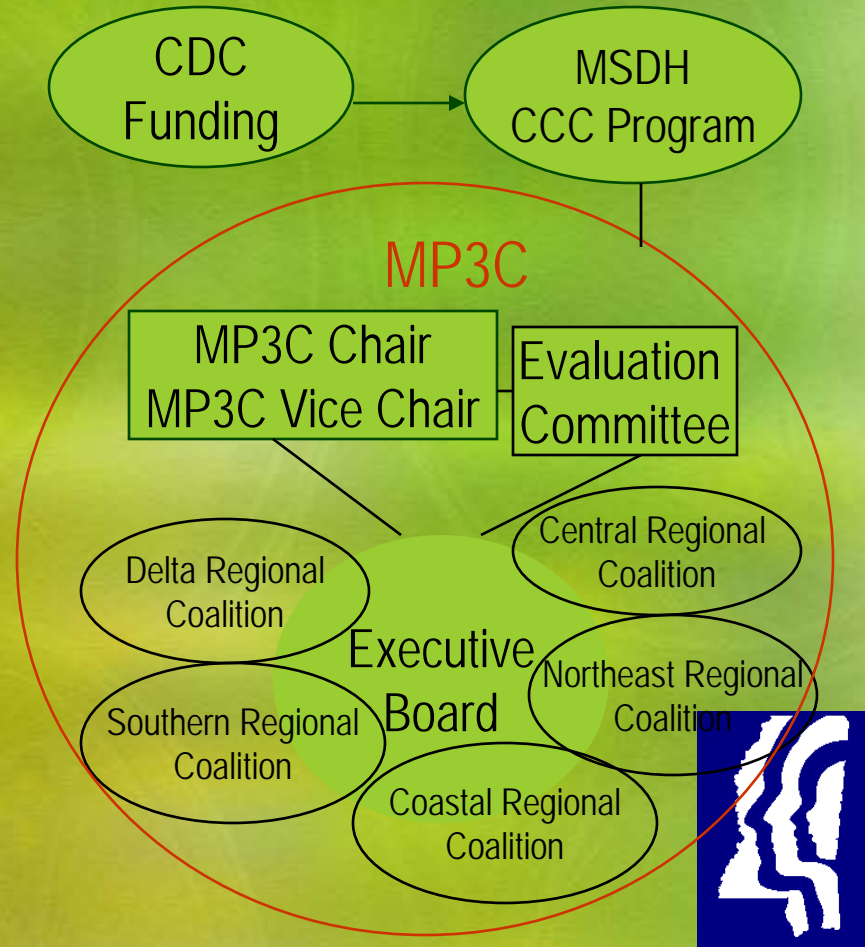 CDC
Funding
MSDH
CCC Program
MP3C
MP3C Chair
MP3C Vice Chair
Evaluation
Committee
Central Regional
Coalition
Delta Regional
Coalition
Executive
Board
Northeast Regional
Coalition
Southern Regional
Coalition
Coastal Regional
Coalition